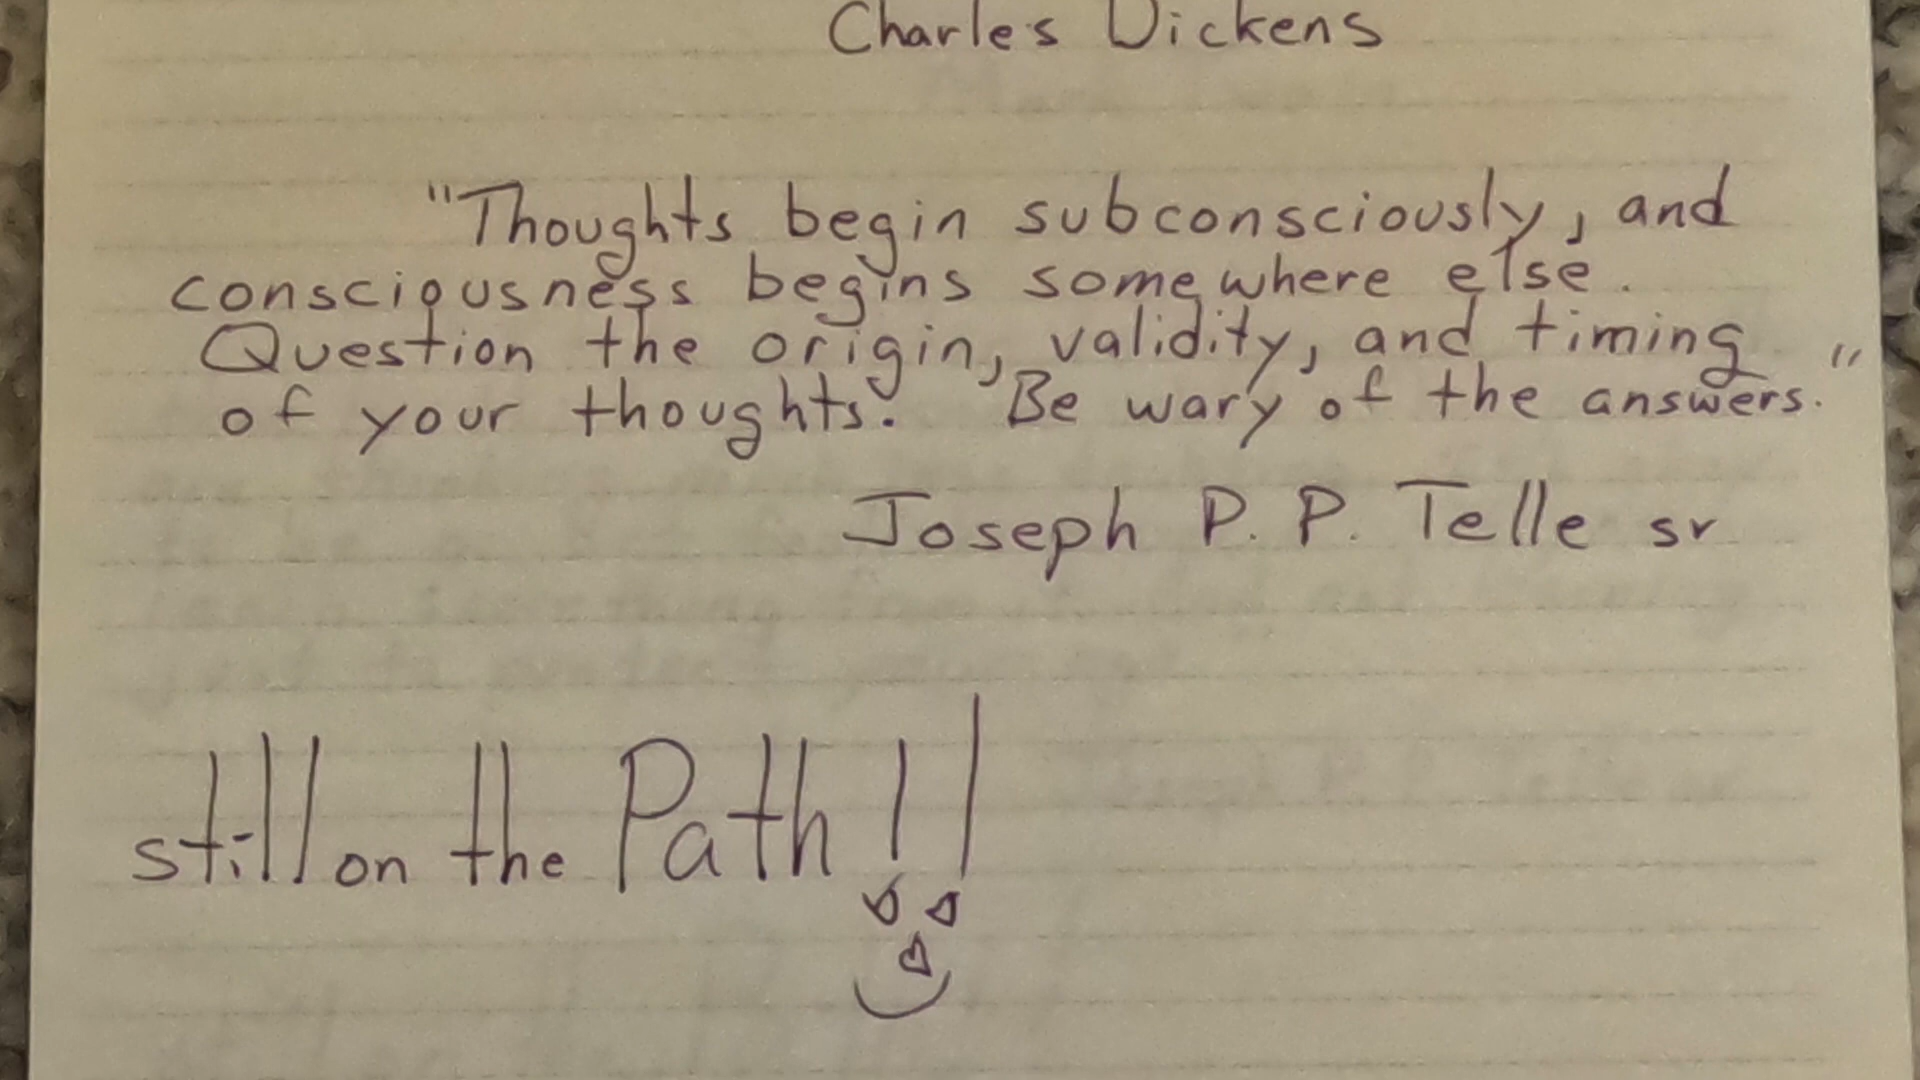 Charles Dickens
"Thoughts begin subconsciously, and
consciousness begins somewhere else.
Question the origin, validity, and timing
of your thoughts. Be wary of the answers."
Joseph P. P. Telle sr
still on the Path !!